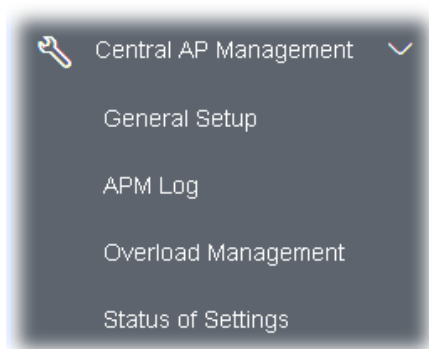 Central AP Management
General Setup
APM Log
Overload Management
Status of Settings